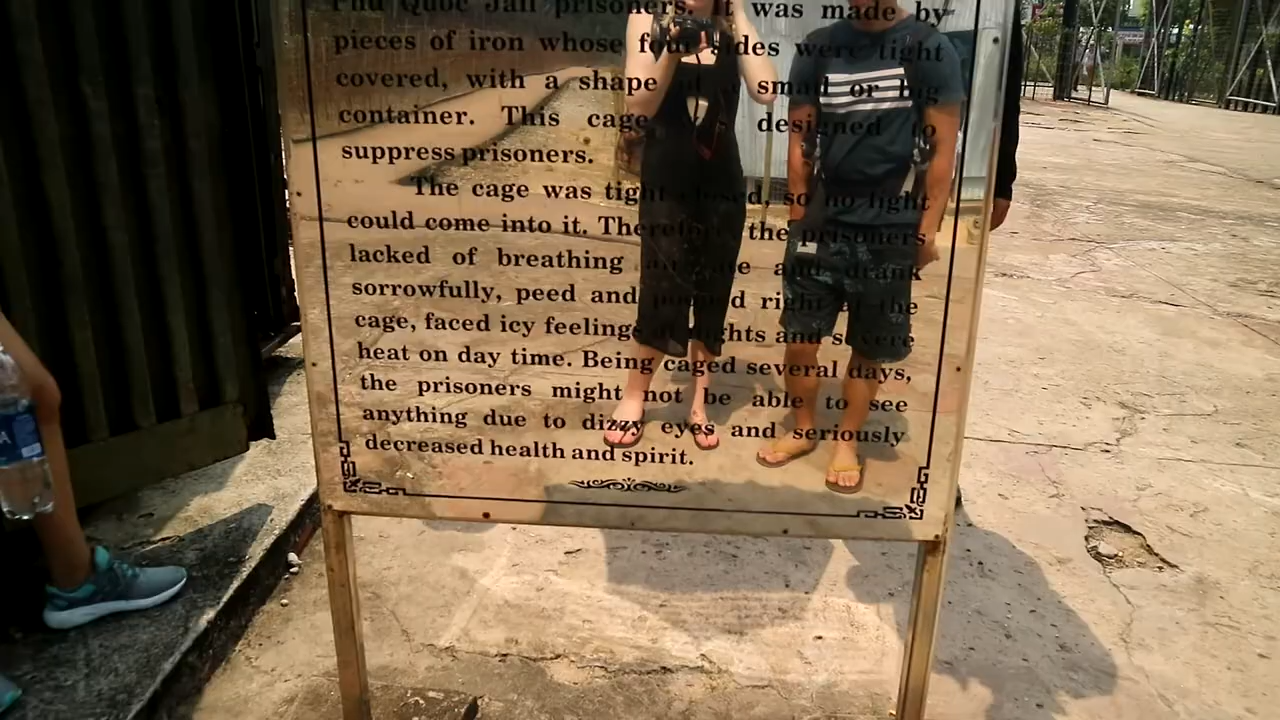 Phu Quoc Jail prisoners. It was made by
pieces of iron whose four sides were tight
covered, with a shape a small or big
container. This cage designed to
suppress prisoners.
The cage was tight closed, so no light
could come into it. Therefore, the prisoners
lacked of breathing and drank
sorrowfully, peed and right at the
cage, faced icy feelings nights and severe
heat on day time. Being caged several days,
the prisoners might not be able to see
anything due to dizzy eyes and seriously
decreased health and spirit.